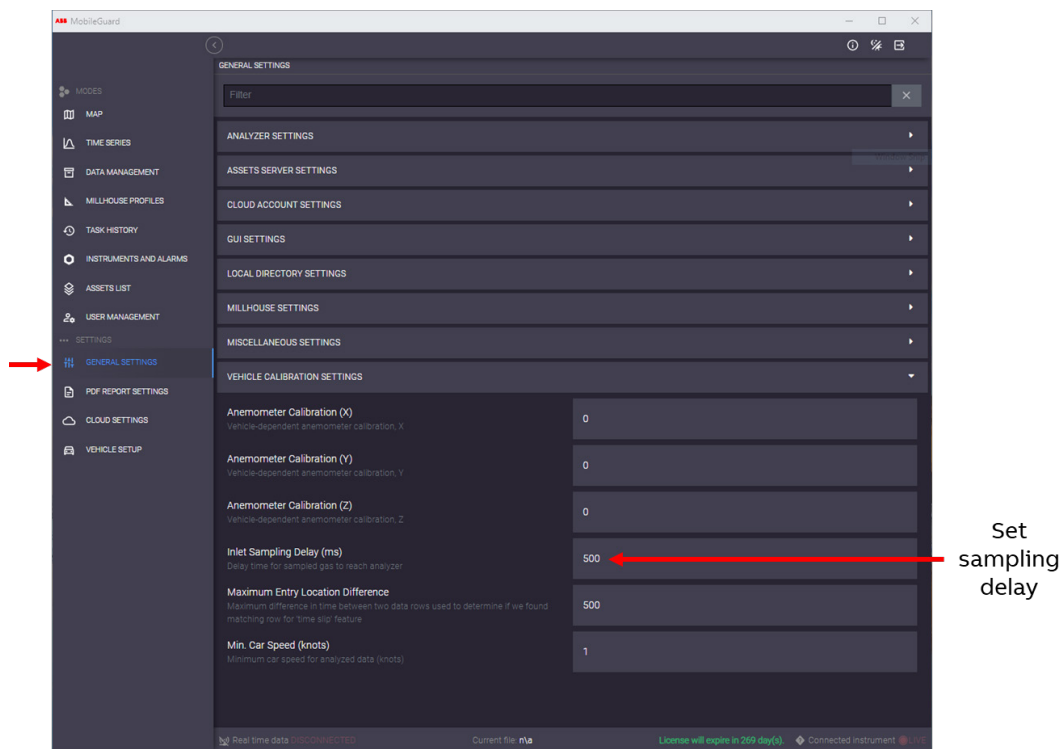 ABB MobileGuard
GENERAL SETTINGS
MODES
MAP
TIME SERIES
DATA MANAGEMENT
MILLHOUSE PROFILES
TASK HISTORY
INSTRUMENTS AND ALARMS
ASSETS LIST
USER MANAGEMENT
SETTINGS
GENERAL SETTINGS
PDF REPORT SETTINGS
CLOUD SETTINGS
VEHICLE SETUP
Filter
ANALYZER SETTINGS
ASSETS SERVER SETTINGS
CLOUD ACCOUNT SETTINGS
GUI SETTINGS
LOCAL DIRECTORY SETTINGS
MILLHOUSE SETTINGS
MISCELLANEOUS SETTINGS
VEHICLE CALIBRATION SETTINGS
Anemometer Calibration (X)
Vehicle-dependent anemometer calibration, X
0
Anemometer Calibration (Y)
Vehicle-dependent anemometer calibration, Y
0
Anemometer Calibration (Z)
Vehicle-dependent anemometer calibration, Z
0
Inlet Sampling Delay (ms)
Delay time for sampled gas to reach analyzer
500
Maximum Entry Location Difference
Maximum difference in time between two data rows used to determine if we found
matching row for 'time slip' feature
500
Min. Car Speed (knots)
Minimum car speed for analyzed data (knots)
1
Set
sampling
delay
Real time data DISCONNECTED Current file: n\a License will expire in 269 day(s). Connected instrument LIVE